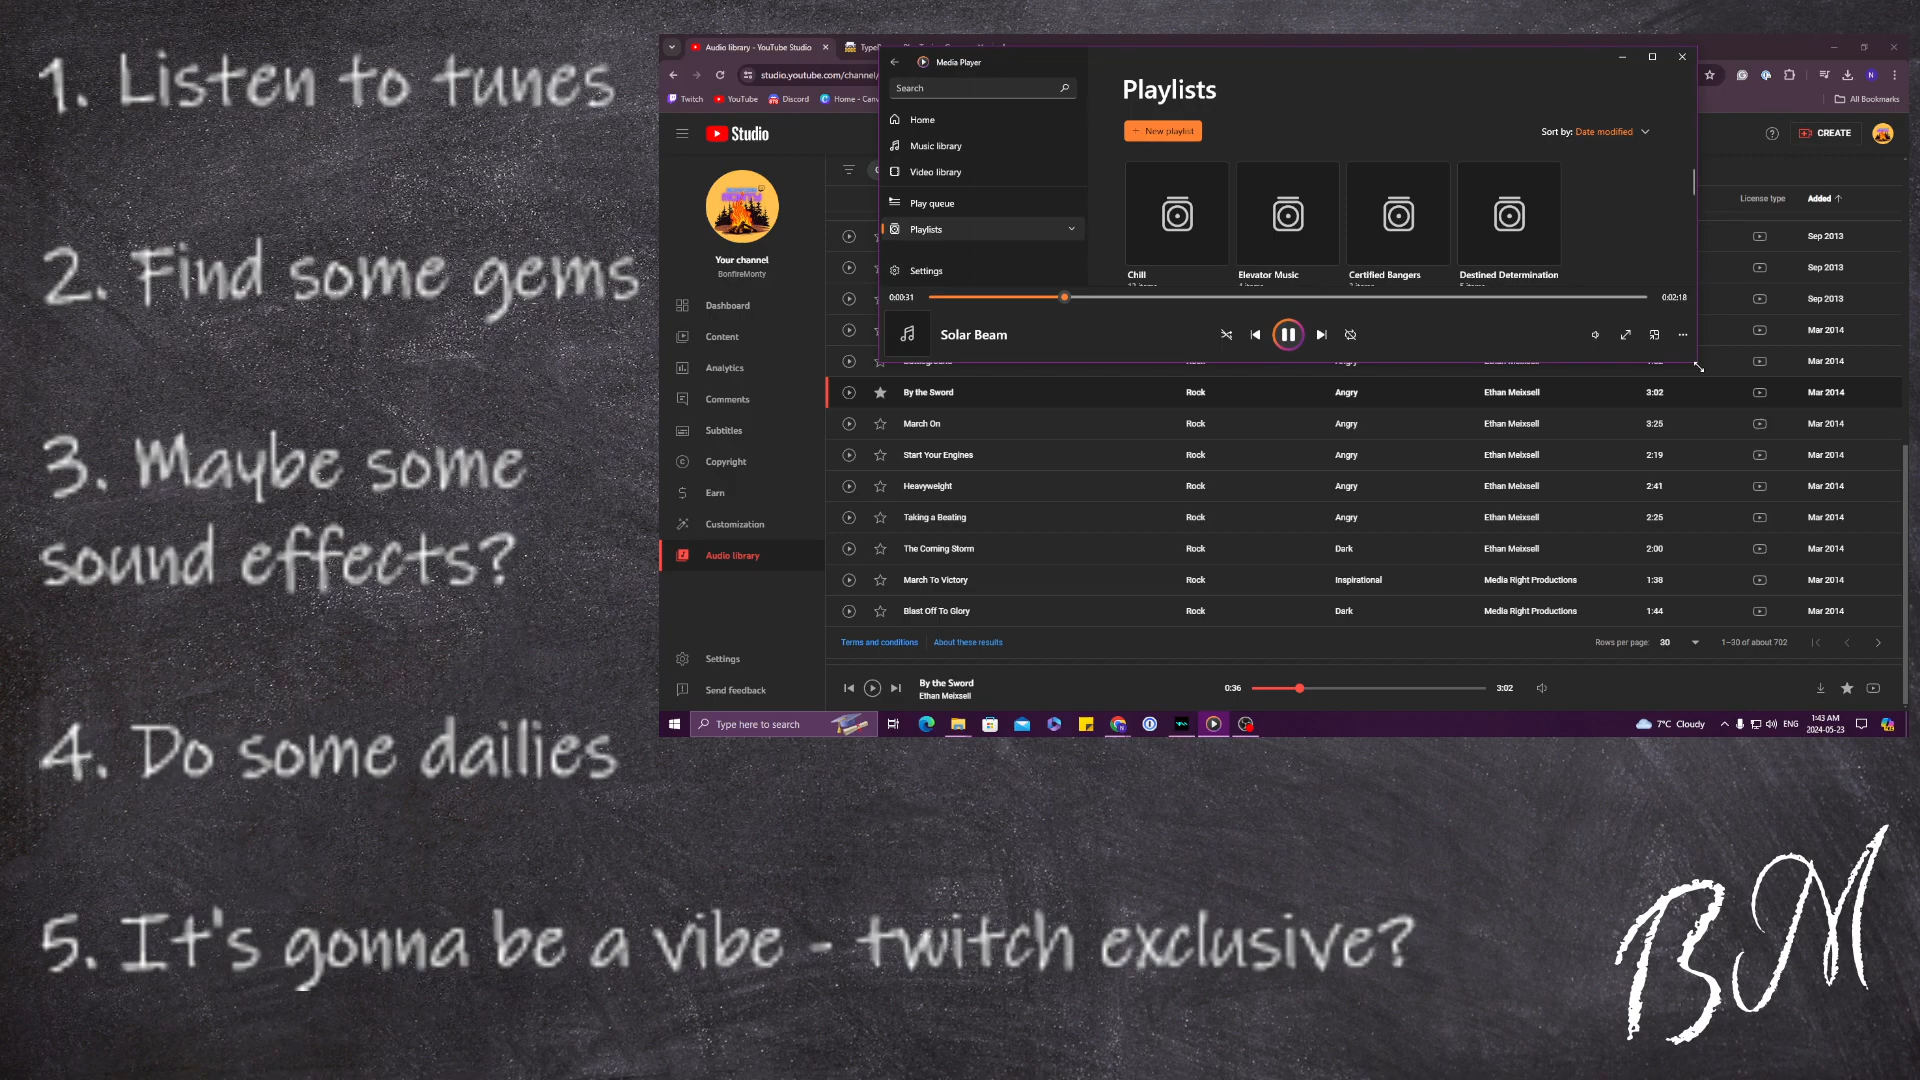 1. Listen to tunes
2. Find some gems
3. Maybe some
sound effects?
4. Do some dailies
5. It's gonna be a vibe - twitch exclusive?
BM
Audio library - YouTube Studio
studio.youtube.com/channel/
Twitch
YouTube
Discord
All Bookmarks
Studio
CREATE
Your channel
BonfireMonty
Dashboard
Content
Analytics
Comments
Subtitles
Copyright
Earn
Customization
Audio library
Settings
Send feedback
Media Player
Search
Home
Music library
Video library
Play queue
Playlists
Settings
Playlists
New playlist
Sort by: Date modified
Chill
Elevator Music
Certified Bangers
Destined Determination
0:00:31
0:02:18
Solar Beam
License type Added
Sep 2013
Sep 2013
Sep 2013
Mar 2014
Mar 2014
By the Sword Rock Angry Ethan Meixsell 3:02 Mar 2014
March On Rock Angry Ethan Meixsell 3:25 Mar 2014
Start Your Engines Rock Angry Ethan Meixsell 2:19 Mar 2014
Heavyweight Rock Angry Ethan Meixsell 2:41 Mar 2014
Taking a Beating Rock Angry Ethan Meixsell 2:25 Mar 2014
The Coming Storm Rock Dark Ethan Meixsell 2:00 Mar 2014
March To Victory Rock Inspirational Media Right Productions 1:38 Mar 2014
Blast Off To Glory Rock Dark Media Right Productions 1:44 Mar 2014
Terms and conditions About these results Rows per page: 30 1–30 of about 702
By the Sword
Ethan Meixsell
0:36
3:02
Type here to search
7°C Cloudy
ENG
1:43 AM
2024-05-23